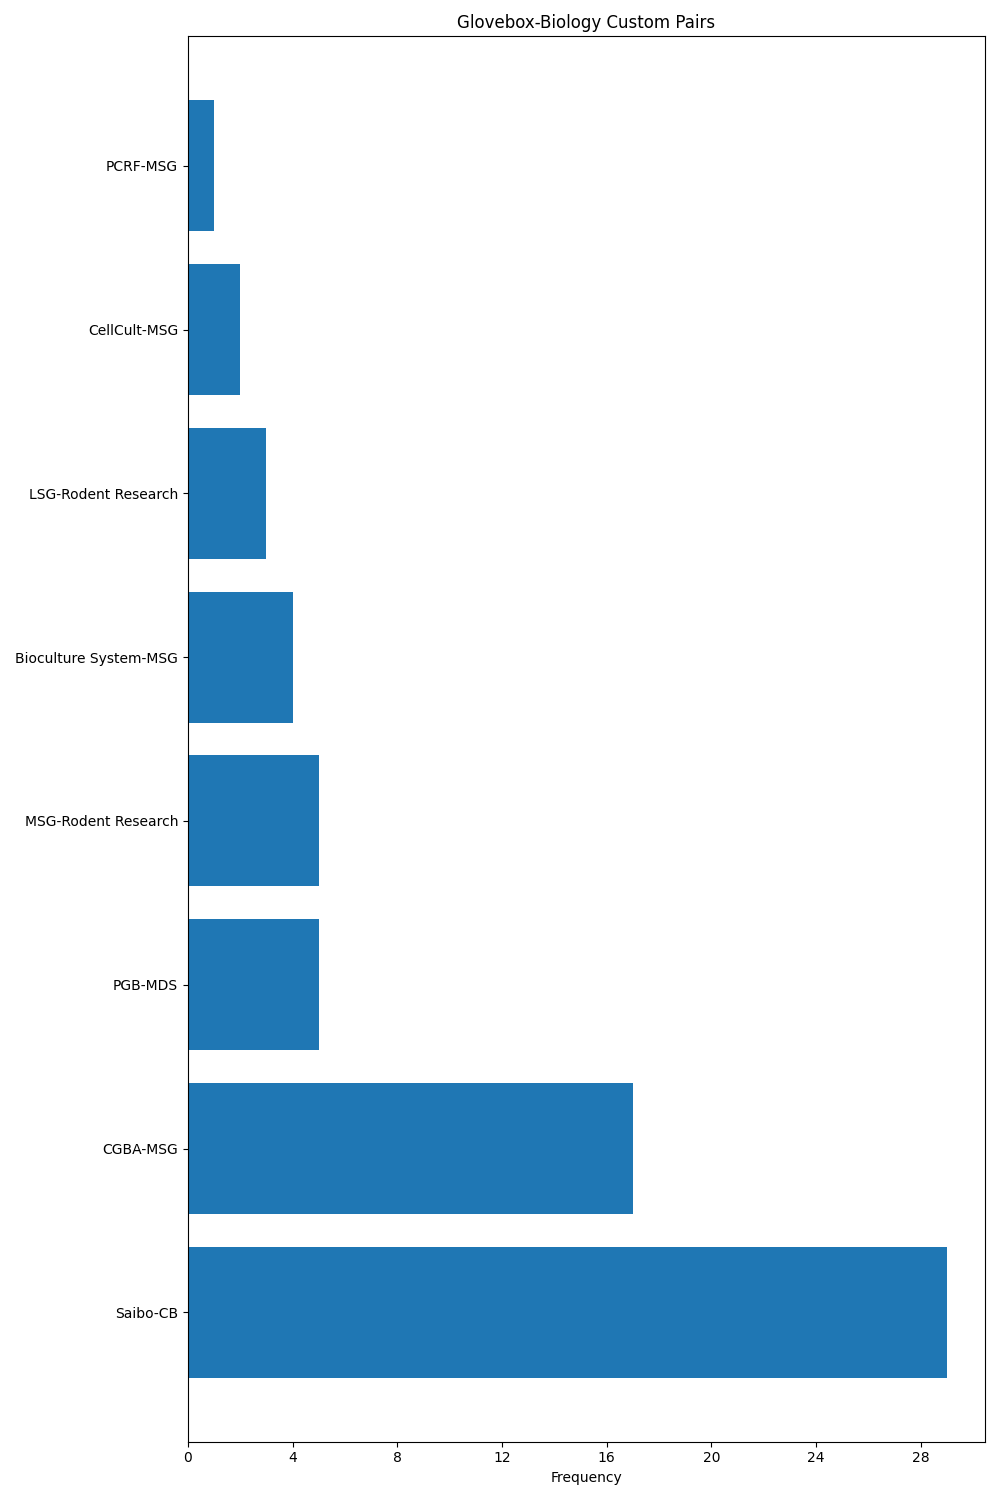 Glovebox-Biology Custom Pairs
PCRF-MSG
CellCult-MSG
LSG-Rodent Research
Bioculture System-MSG
MSG-Rodent Research
PGB-MDS
CGBA-MSG
Saibo-CB
0 4 8 12 16 20 24 28
Frequency